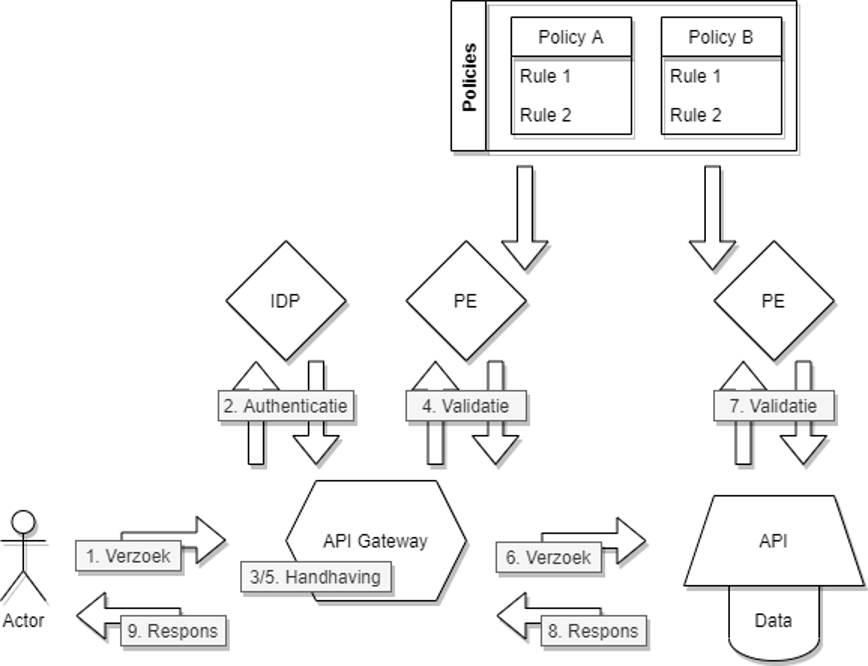 Policies
Policy A
Rule 1
Rule 2
Policy B
Rule 1
Rule 2
IDP
PE
PE
2. Authenticatie
4. Validatie
7. Validatie
Actor
1. Verzoek
9. Respons
API Gateway
3/5. Handhaving
6. Verzoek
8. Respons
API
Data